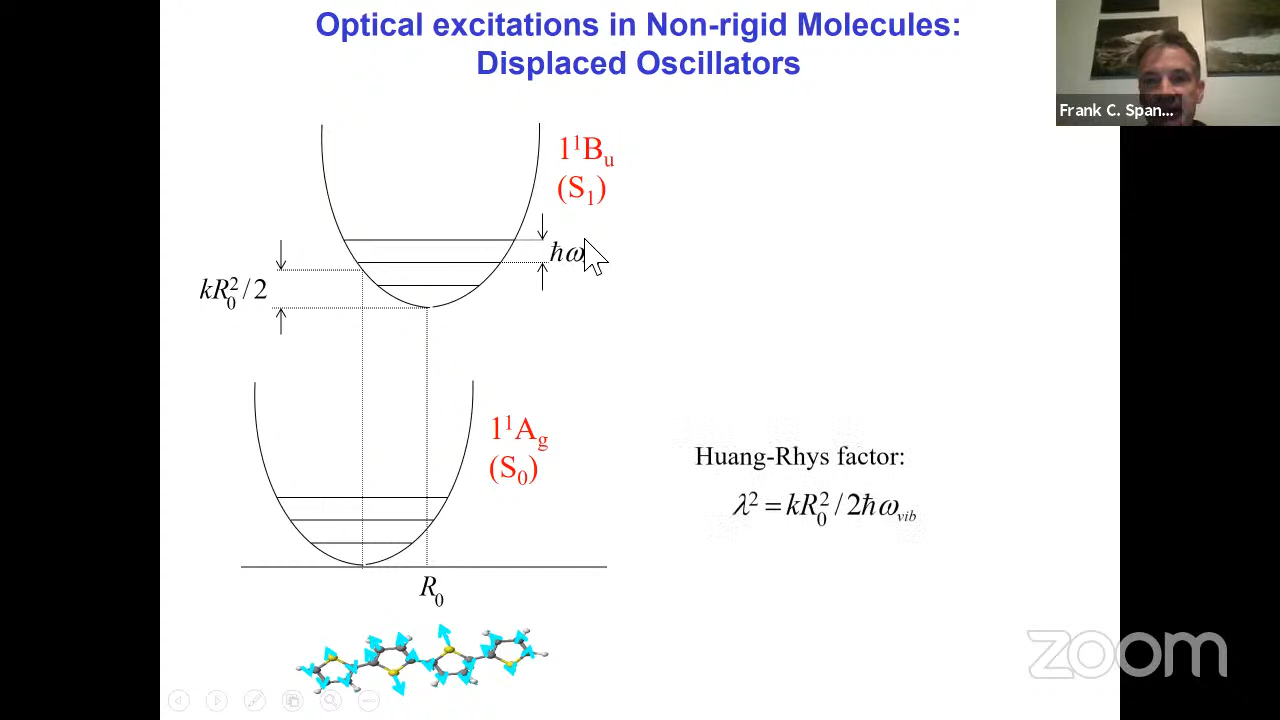 Optical excitations in Non-rigid Molecules:
Displaced Oscillators
Frank C. Span...
1¹Bᵤ
(S₁)
ħω
kR₀²/2
1¹A_g
(S₀)
Huang-Rhys factor:
λ² = kR₀²/2ħω_vib
R₀
zoom